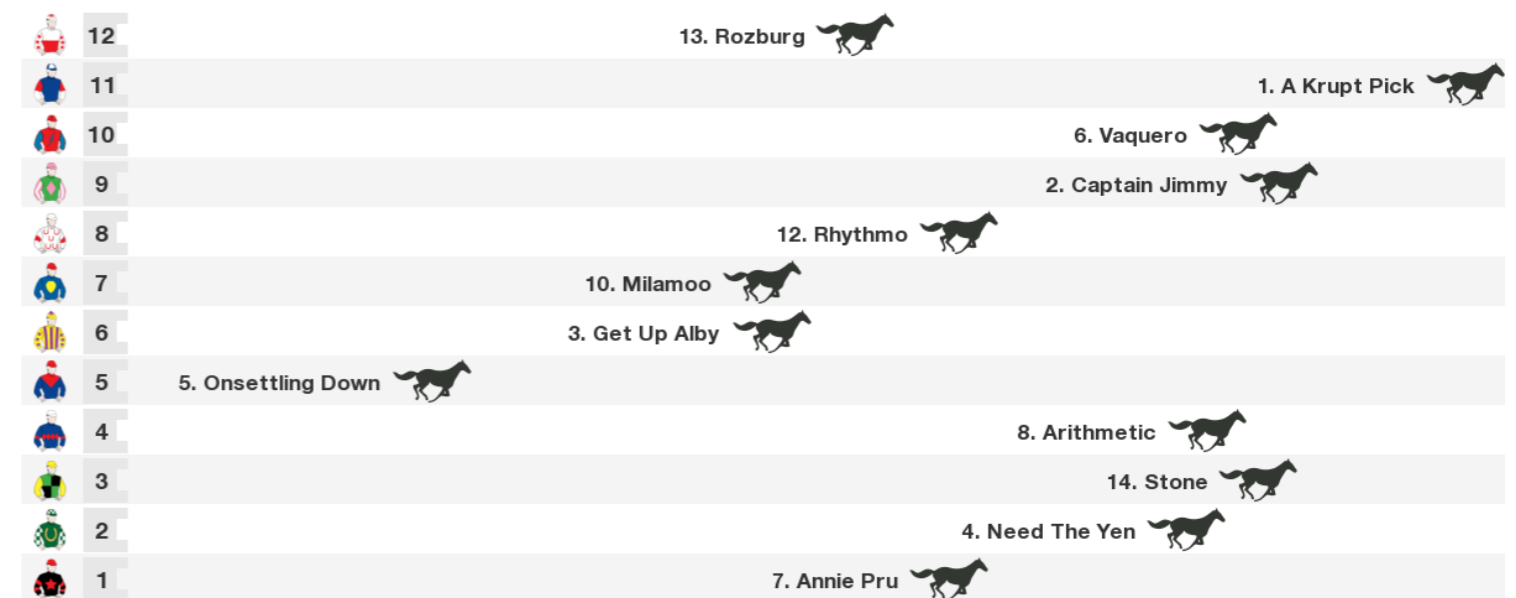 12 13. Rozburg
11 1. A Krupt Pick
10 6. Vaquero
9 2. Captain Jimmy
8 12. Rhythmo
7 10. Milamoo
6 3. Get Up Alby
5 5. Onsettling Down
4 8. Arithmetic
3 14. Stone
2 4. Need The Yen
1 7. Annie Pru